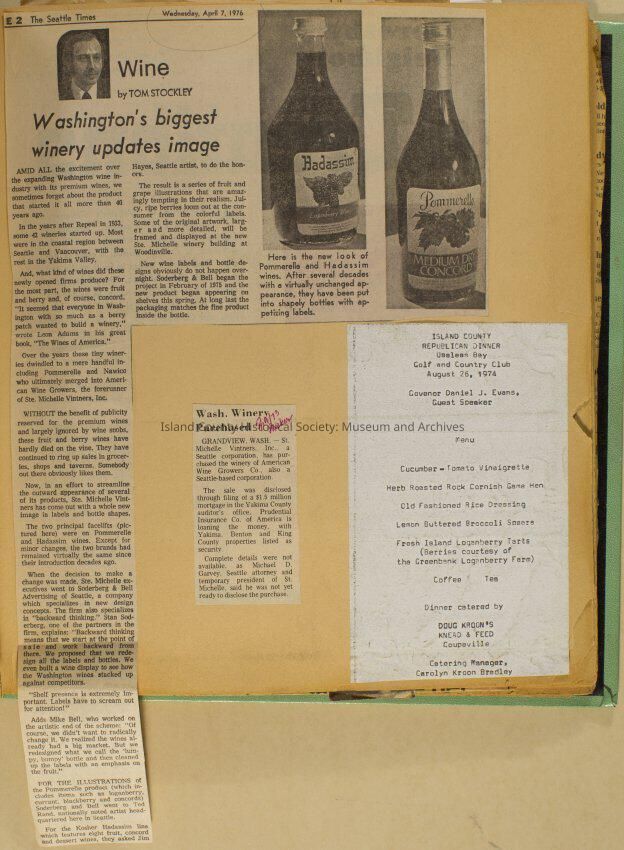 E 2 The Seattle Times
Wednesday, April 7, 1976
Wine
by TOM STOCKLEY
Washington's biggest
winery updates image
AMID ALL the excitement over
the expanding Washington wine in-
dustry with its premium wines, we
sometimes forget about the product
that started it all more than 40
years ago.
In the years after Repeal in 1933,
some 42 wineries started up. Most
were in the coastal region between
Seattle and Vancouver, with the
rest in the Yakima Valley.
And, what kind of wines did these
newly opened firms produce? For
the most part, the wines were fruit
and berry and, of course, concord.
"It seemed that everyone in Wash-
ington with so much as a berry
patch wanted to build a winery,"
wrote Leon Adams in his great
book, "The Wines of America."
Over the years these tiny winer-
ies dwindled to a mere handful in-
cluding Pommerelle and Nawico
who ultimately merged into Ameri-
can Wine Growers, the forerunner
of Ste. Michelle Vintners, Inc.
WITHOUT the benefit of publicity
reserved for the premium wines
and largely ignored by wine snobs,
these fruit and berry wines have
hardly died on the vine. They have
continued to ring up sales in groce-
ries, shops and taverns. Somebody
out there obviously likes them.
Now, in an effort to streamline
the outward appearance of several
of its products, Ste. Michelle Vint-
ners has come out with a whole new
image in labels and bottle shapes.
The two principal facelifts (pic-
tured here) were on Pommerelle
and Hadassim wines. Except for
minor changes, the two brands had
remained virtually the same since
their introduction decades ago.
When the decision to make a
change was made, Ste. Michelle ex-
ecutives went to Soderberg & Bell
Advertising of Seattle, a company
which specializes in new design
concepts. The firm also specializes
in "backward thinking." Stan Sod-
erberg, one of the partners in the
firm, explains: "Backward thinking
means that we start at the point of
sale and work backward from
there. We proposed that we rede-
sign all the labels and bottles. We
even built a wine display to see how
the Washington wines stacked up
against competitors.
"Shelf presence is extremely im-
portant. Labels have to scream out
for attention!"
Adds Mike Bell, who worked on
the artistic end of the scheme: "Of
course, we didn't want to radically
change it. We realized the wines al-
ready had a big market. But we
redesigned what we call the 'lum-
py, bumpy' bottle and then cleaned
up the labels with an emphasis on
the fruit."
FOR THE ILLUSTRATIONS of
the Pommerelle product (which in-
cludes items such as loganberry,
currant, blackberry and concords)
Soderberg and Bell went to Ted
Rand, nationally noted artist head-
quartered here in Seattle.
For the Kosher Hadassim line
which features eight fruit, concord
and dessert wines, they asked Jim
Hayes, Seattle artist, to do the hon-
ors.
The result is a series of fruit and
grape illustrations that are amaz-
ingly tempting in their realism. Jui-
cy, ripe berries loom out at the con-
sumer from the colorful labels.
Some of the original artwork, larg-
er and more detailed, will be
framed and displayed at the new
Ste. Michelle winery building at
Woodinville.
New wine labels and bottle de-
signs obviously do not happen over-
night. Soderberg & Bell began the
project in February of 1975 and the
new product began appearing on
shelves this spring. At long last the
packaging matches the fine product
inside the bottle.
Hadassim
Loganberry
Pommerelle
MEDIUM DRY
CONCORD
Here is the new look of
Pommerelle and Hadassim
wines. After several decades
with a virtually unchanged ap-
pearance, they have been put
into shapely bottles with ap-
petizing labels.
Wash. Winery
Purchased
GRANDVIEW, WASH. — St.
Michelle Vintners, Inc., a
Seattle corporation, has pur-
chased the winery of American
Wine Growers Co., also a
Seattle-based corporation.
The sale was disclosed
through filing of a $1.5 million
mortgage in the Yakima County
auditor's office. Prudential
Insurance Co. of America is
loaning the money, with
Yakima, Benton and King
County properties listed as
security.
Complete details were not
available, as Michael D.
Garvey, Seattle attorney and
temporary president of St.
Michelle, said he was not yet
ready to disclose the purchase.
ISLAND COUNTY
REPUBLICAN DINNER
Useless Bay
Golf and Country Club
August 26, 1974
Govenor Daniel J. Evans,
Guest Speaker
Menu
Cucumber - Tomato Vinaigrette
Herb Roasted Rock Cornish Game Hen
Old Fashioned Rice Dressing
Lemon Buttered Broccoli Spears
Fresh Island Loganberry Tarts
(Berries courtesy of
the Greenbank Loganberry Farm)
Coffee Tea
Dinner catered by
DOUG KROON'S
KNEAD & FEED
Coupeville
Catering Manager,
Carolyn Kroon Bradley
Island County Historical Society: Museum and Archives